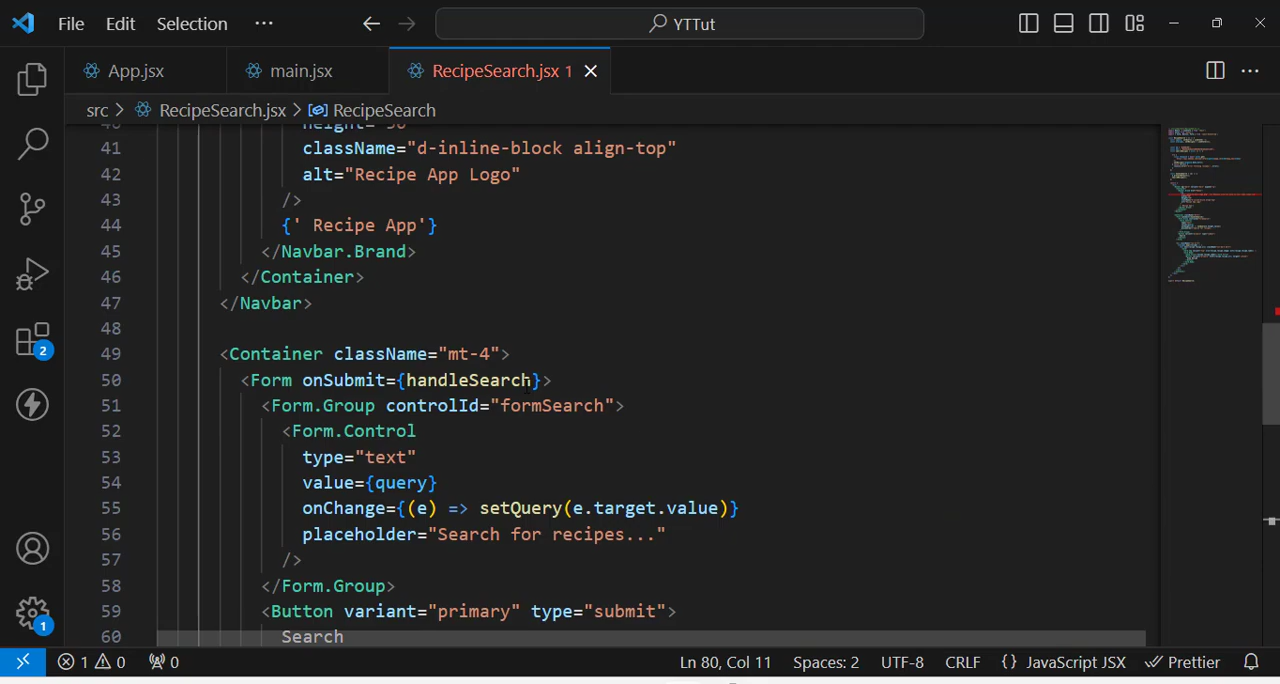 File Edit Selection ··· YTTut
App.jsx main.jsx RecipeSearch.jsx 1
src > RecipeSearch.jsx > RecipeSearch
41 className="d-inline-block align-top"
42 alt="Recipe App Logo"
43 />
44 {' Recipe App'}
45 </Navbar.Brand>
46 </Container>
47 </Navbar>
48
49 <Container className="mt-4">
50 <Form onSubmit={handleSearch}>
51 <Form.Group controlId="formSearch">
52 <Form.Control
53 type="text"
54 value={query}
55 onChange={(e) => setQuery(e.target.value)}
56 placeholder="Search for recipes..."
57 />
58 </Form.Group>
59 <Button variant="primary" type="submit">
60 Search
2
1
1 0 0 Ln 80, Col 11 Spaces: 2 UTF-8 CRLF {} JavaScript JSX Prettier